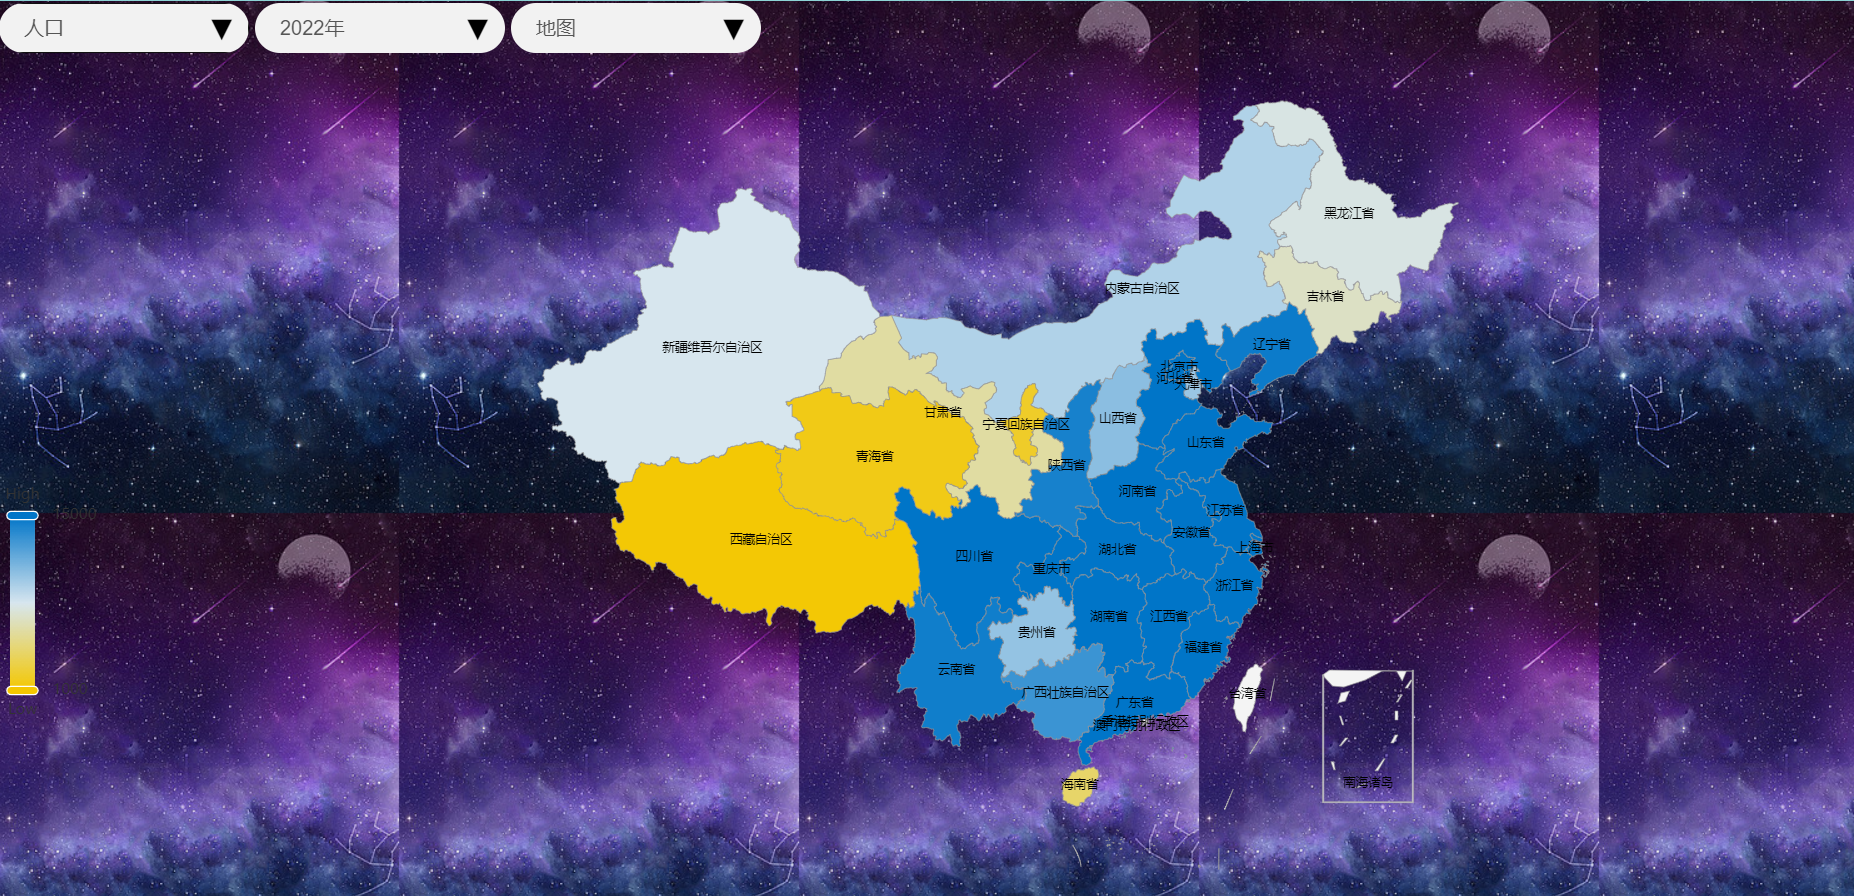 人口
2022年
地图
黑龙江省
内蒙古自治区
吉林省
新疆维吾尔自治区
辽宁省
北京市
河北省
天津市
甘肃省
山西省
宁夏回族自治区
山东省
青海省
陕西省
河南省
High
江苏省
安徽省
西藏自治区
湖北省
上海
四川省
重庆市
浙江省
湖南省
江西省
贵州省
福建省
云南省
广西壮族自治区
台湾省
广东省
香港特别行政区
澳门特别行政区
南海诸岛
海南省